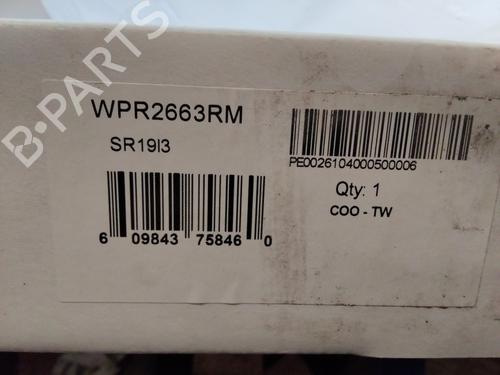 B-PARTS
WPR2663RM
SR19I3
6 09843 75846 0
PE0026104000500006
Qty: 1
COO - TW